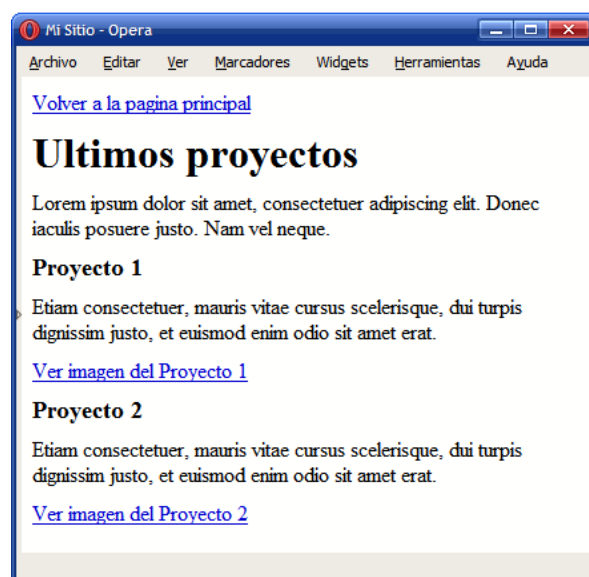 Mi Sitio - Opera
Archivo Editar Ver Marcadores Widgets Herramientas Ayuda
Volver a la pagina principal
Ultimos proyectos
Lorem ipsum dolor sit amet, consectetuer adipiscing elit. Donec
iaculis posuere justo. Nam vel neque.
Proyecto 1
Etiam consectetuer, mauris vitae cursus scelerisque, dui turpis
dignissim justo, et euismod enim odio sit amet erat.
Ver imagen del Proyecto 1
Proyecto 2
Etiam consectetuer, mauris vitae cursus scelerisque, dui turpis
dignissim justo, et euismod enim odio sit amet erat.
Ver imagen del Proyecto 2